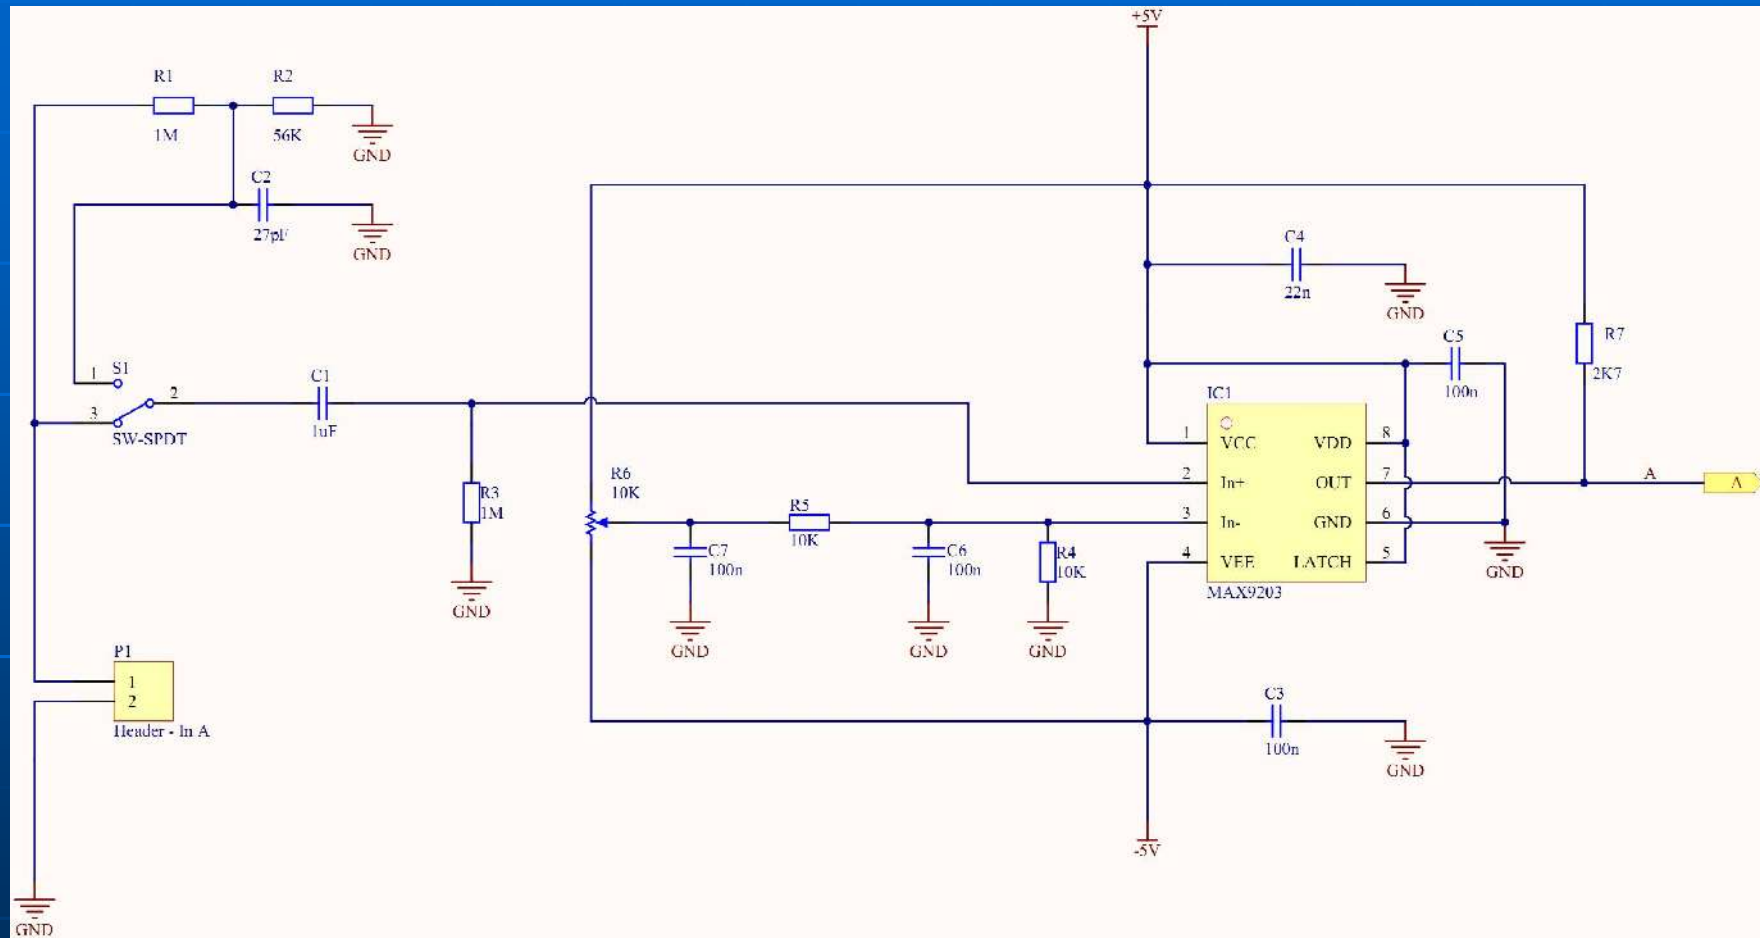 +5V
R1
R2
1M
56K
GND
C2
27pF
GND
C4
22n
GND
R7
2K7
C5
100n
1
S1
2
3
SW-SPDT
C1
1uF
IC1
1
VCC
VDD
8
2
In+
OUT
7
3
In-
GND
6
4
VEE
LATCH
5
MAX9203
A
A
GND
R6
10K
R3
1M
GND
R5
10K
C7
100n
GND
C6
100n
GND
R4
10K
GND
P1
1
2
Header - In A
C3
100n
GND
-5V
GND